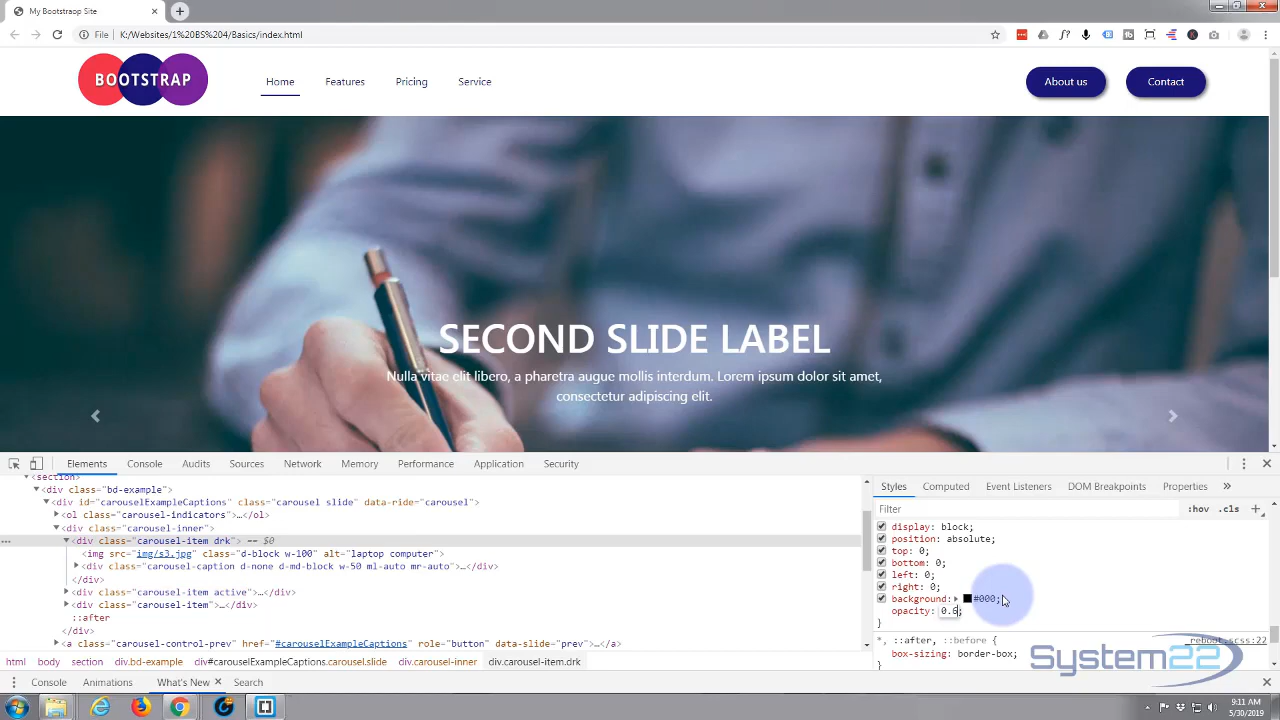 My Bootstraop Site
File
K:/Websites/1%20BS%204/Basics/index.html
BOOTSTRAP
Home
Features
Pricing
Service
About us
Contact
SECOND SLIDE LABEL
Nulla vitae elit libero, a pharetra augue mollis interdum. Lorem ipsum dolor sit amet,
consectetur adipiscing elit.
Elements
Console
Audits
Sources
Network
Memory
Performance
Application
Security
<section>
<div class="bd-example">
<div id="carouselExampleCaptions" class="carousel slide" data-ride="carousel">
<ol class="carousel-indicators">…</ol>
<div class="carousel-inner">
<div class="carousel-item drk"> == $0
<img src="img/s3.jpg" class="d-block w-100" alt="laptop computer">
<div class="carousel-caption d-none d-md-block w-50 ml-auto mr-auto">…</div>
</div>
<div class="carousel-item active">…</div>
<div class="carousel-item">…</div>
::after
</div>
<a class="carousel-control-prev" href="#carouselExampleCaptions" role="button" data-slide="prev">…</a>
html body section div.bd-example div#carouselExampleCaptions.carousel.slide div.carousel-inner div.carousel-item.drk
Styles
Computed
Event Listeners
DOM Breakpoints
Properties
Filter
:hov .cls
display: block;
position: absolute;
top: 0;
bottom: 0;
left: 0;
right: 0;
background: #000;
opacity: 0.6;
}
*, ::after, ::before {
_reboot.scss:22
box-sizing: border-box;
}
System22
Console
Animations
What's New
Search
9:11 AM
5/30/2019